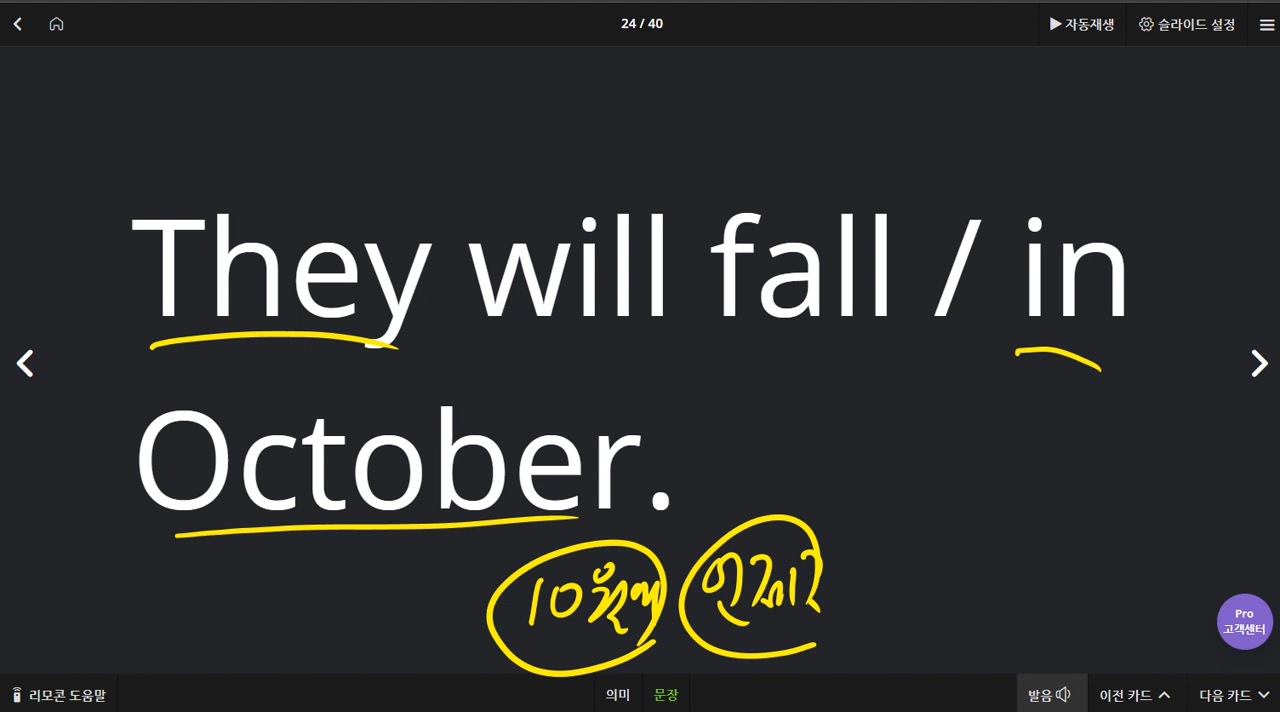 24 / 40
자동재생
슬라이드 설정
They will fall / in
October.
10월에
Pro
고객센터
리모콘 도움말
의미
문장
발음
이전 카드
다음 카드